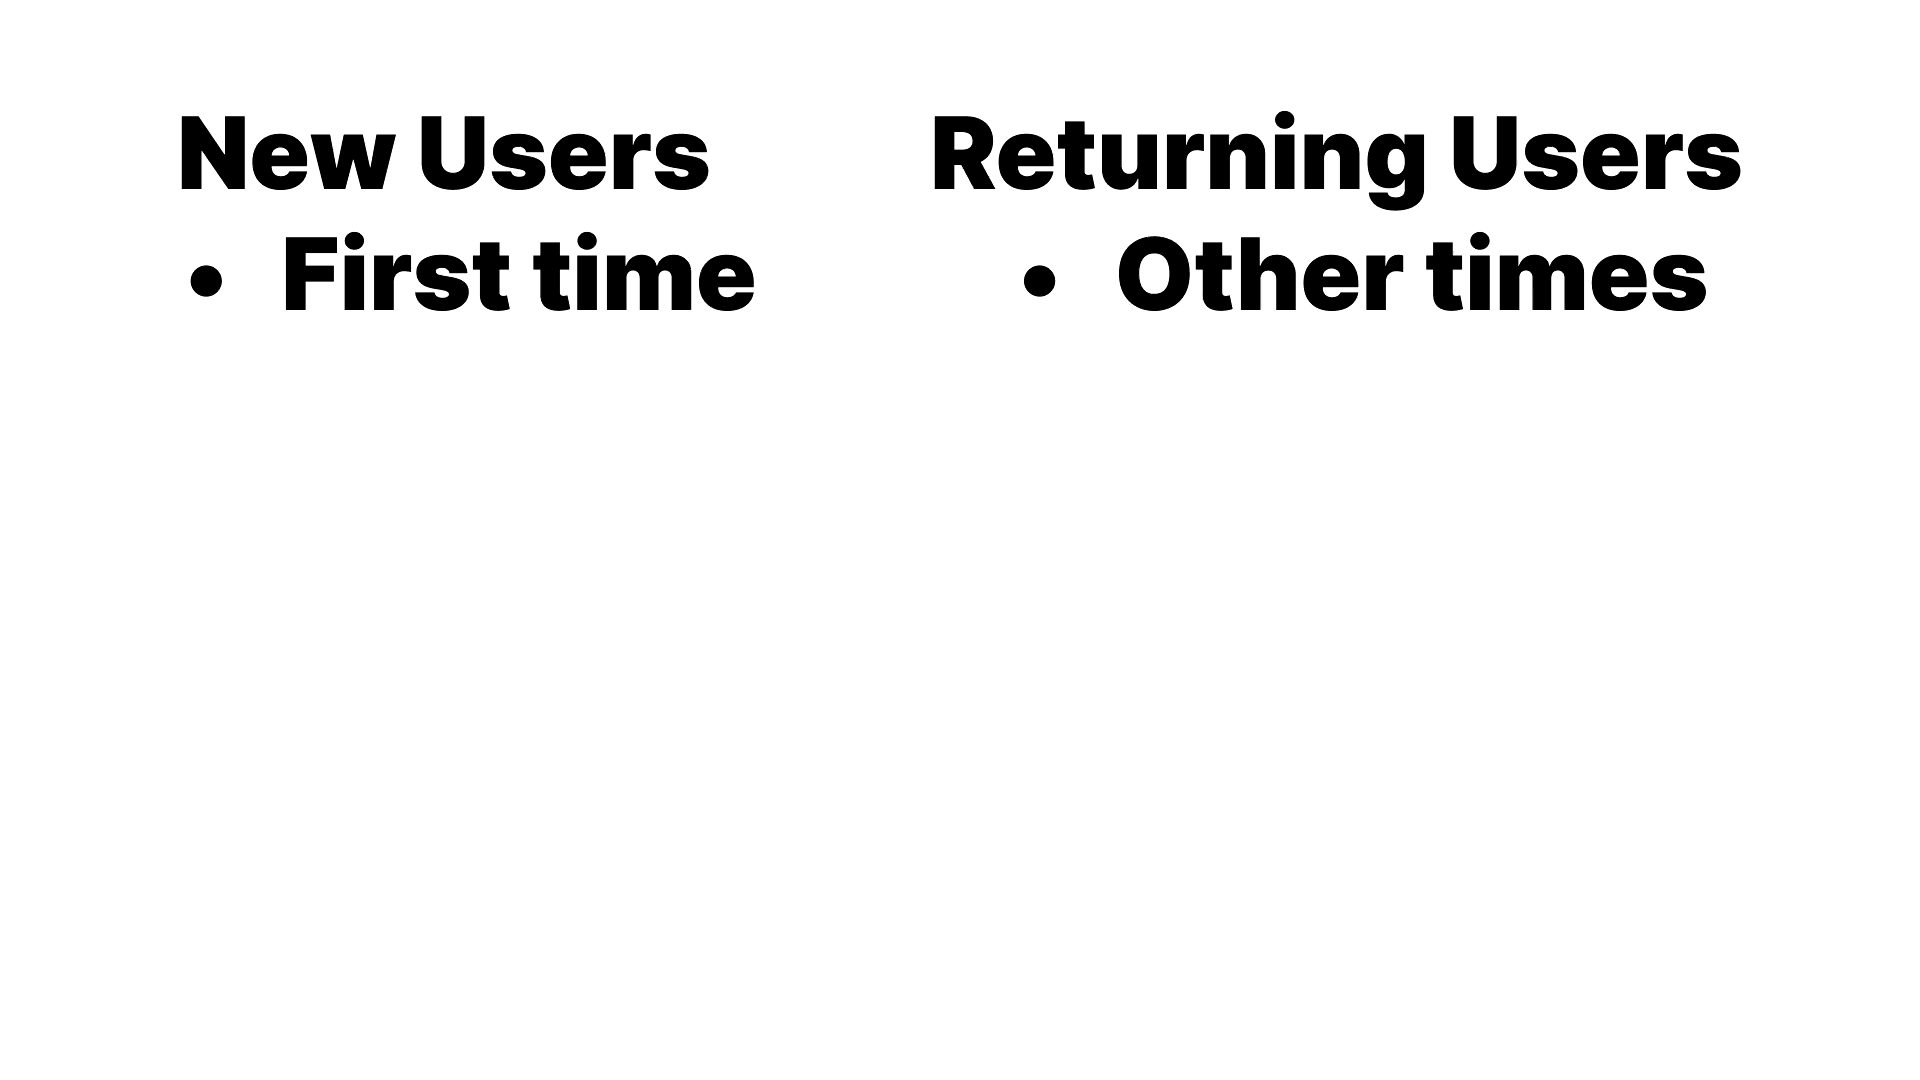 New Users
• First time
Returning Users
• Other times